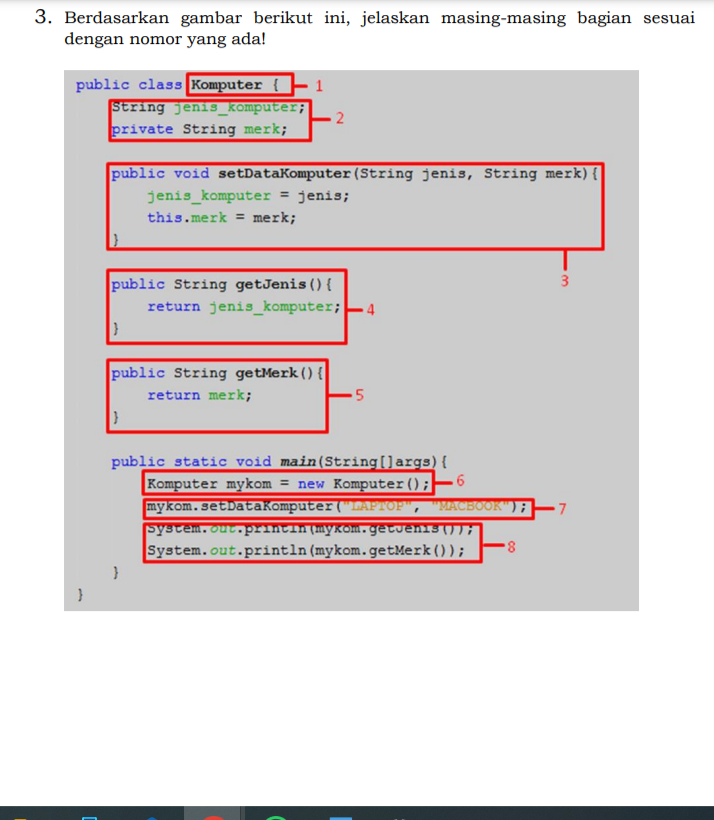 3. Berdasarkan gambar berikut ini, jelaskan masing-masing bagian sesuai
dengan nomor yang ada!
public class Komputer { 1
String jenis_komputer;
private String merk; 2
public void setDataKomputer(String jenis, String merk){
jenis_komputer = jenis;
this.merk = merk;
}
3
public String getJenis(){
return jenis_komputer; 4
}
public String getMerk(){
return merk; 5
}
public static void main(String[]args){
Komputer mykom = new Komputer(); 6
mykom.setDataKomputer("LAPTOP", "MACBOOK"); 7
System.out.println(mykom.getJenis());
System.out.println(mykom.getMerk()); 8
}
}